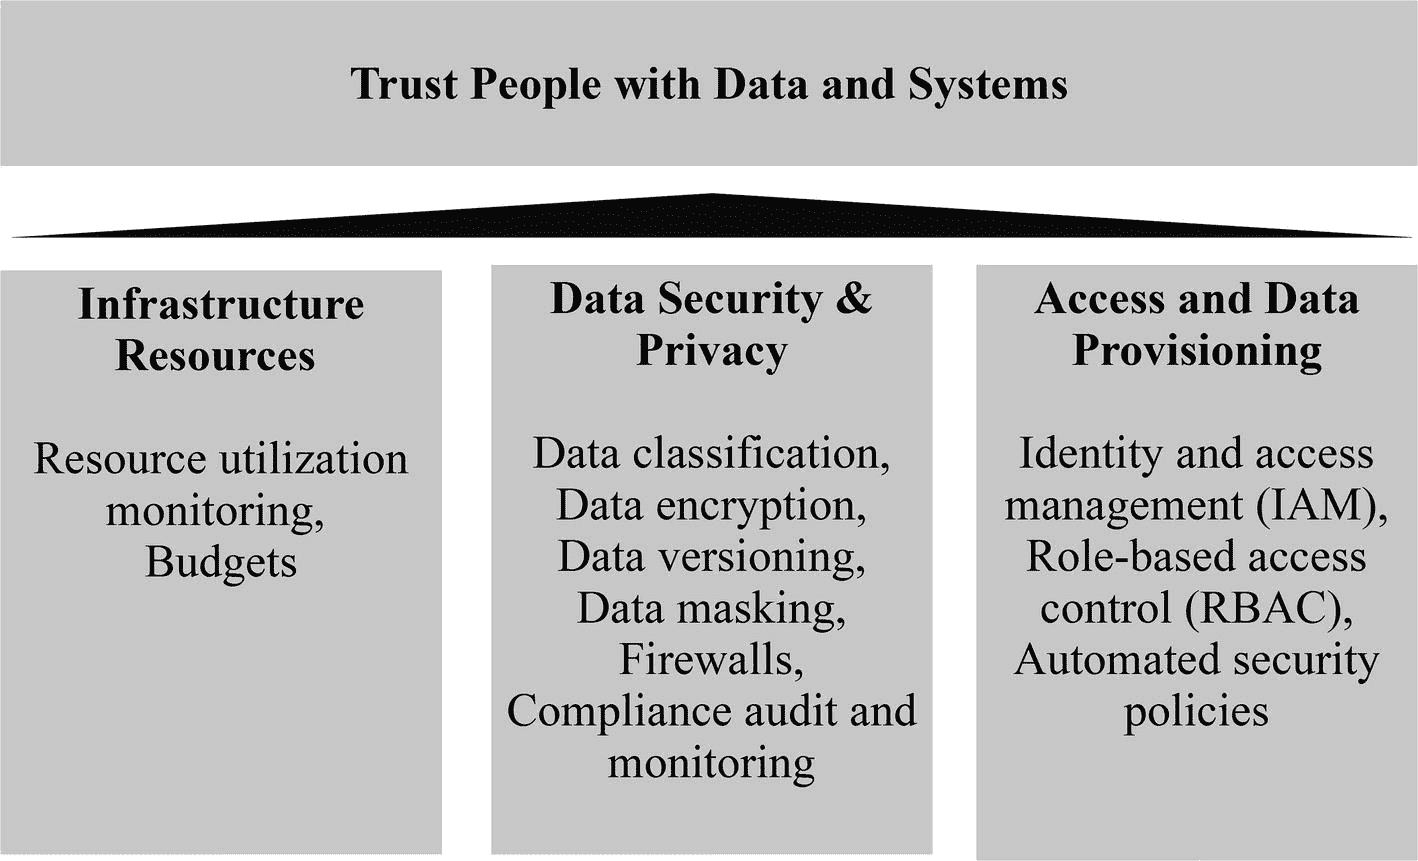 Trust People with Data and Systems
Infrastructure
Resources
Resource utilization
monitoring,
Budgets
Data Security &
Privacy
Data classification,
Data encryption,
Data versioning,
Data masking,
Firewalls,
Compliance audit and
monitoring
Access and Data
Provisioning
Identity and access
management (IAM),
Role-based access
control (RBAC),
Automated security
policies